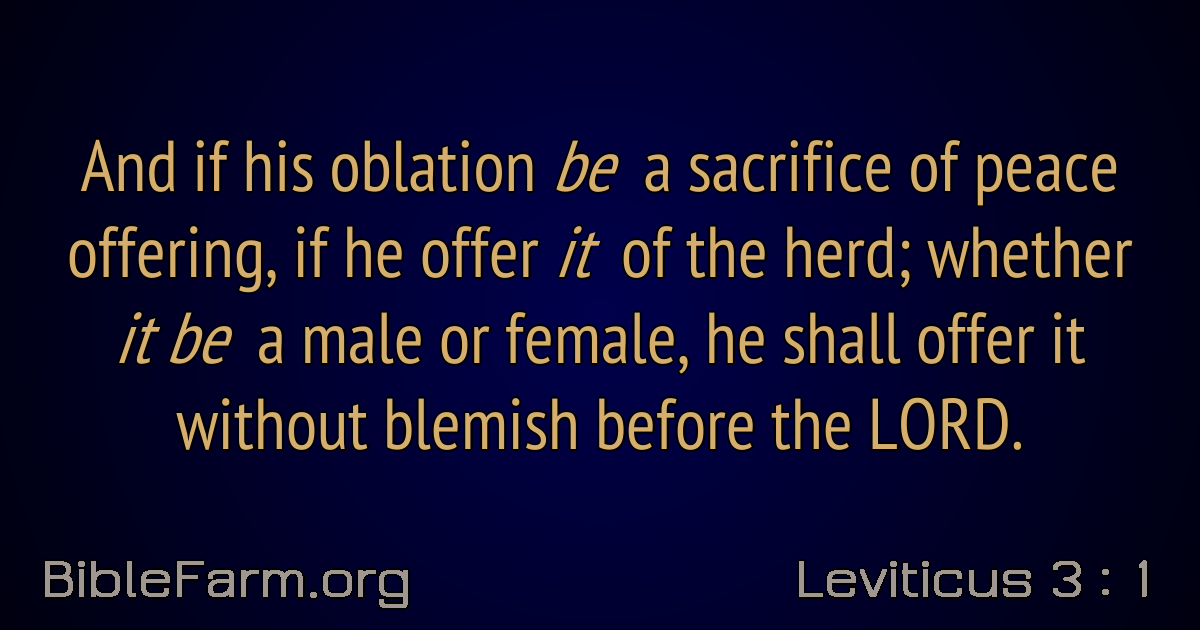 And if his oblation be a sacrifice of peace
offering, if he offer it of the herd; whether
it be a male or female, he shall offer it
without blemish before the LORD.
BibleFarm.org
Leviticus 3 : 1